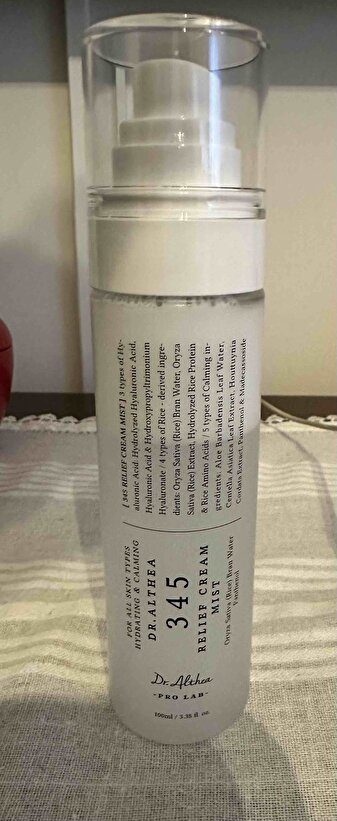 [ 345 RELIEF CREAM MIST ] 3 types of Hy-
aluronic Acid: Hydrolyzed Hyaluronic Acid,
Hyaluronic Acid & Hydroxypropyltrimonium
Hyaluronate / 4 types of Rice - derived ingre-
dients: Oryza Sativa (Rice) Bran Water, Oryza
Sativa (Rice) Extract, Hydrolyzed Rice Protein
& Rice Amino Acids / 5 types of Calming in-
gredients: Aloe Barbadensis Leaf Water,
Centella Asiatica Leaf Extract, Houttuynia
Cordata Extract, Panthenol & Madecassoside
FOR ALL SKIN TYPES
HYDRATING & CALMING
DR.ALTHEA
345
RELIEF CREAM
MIST
Oryza Sativa (Rice) Bran Water
Panthenol
Dr. Althea
-PRO LAB-
100ml / 3.38 fl. oz.